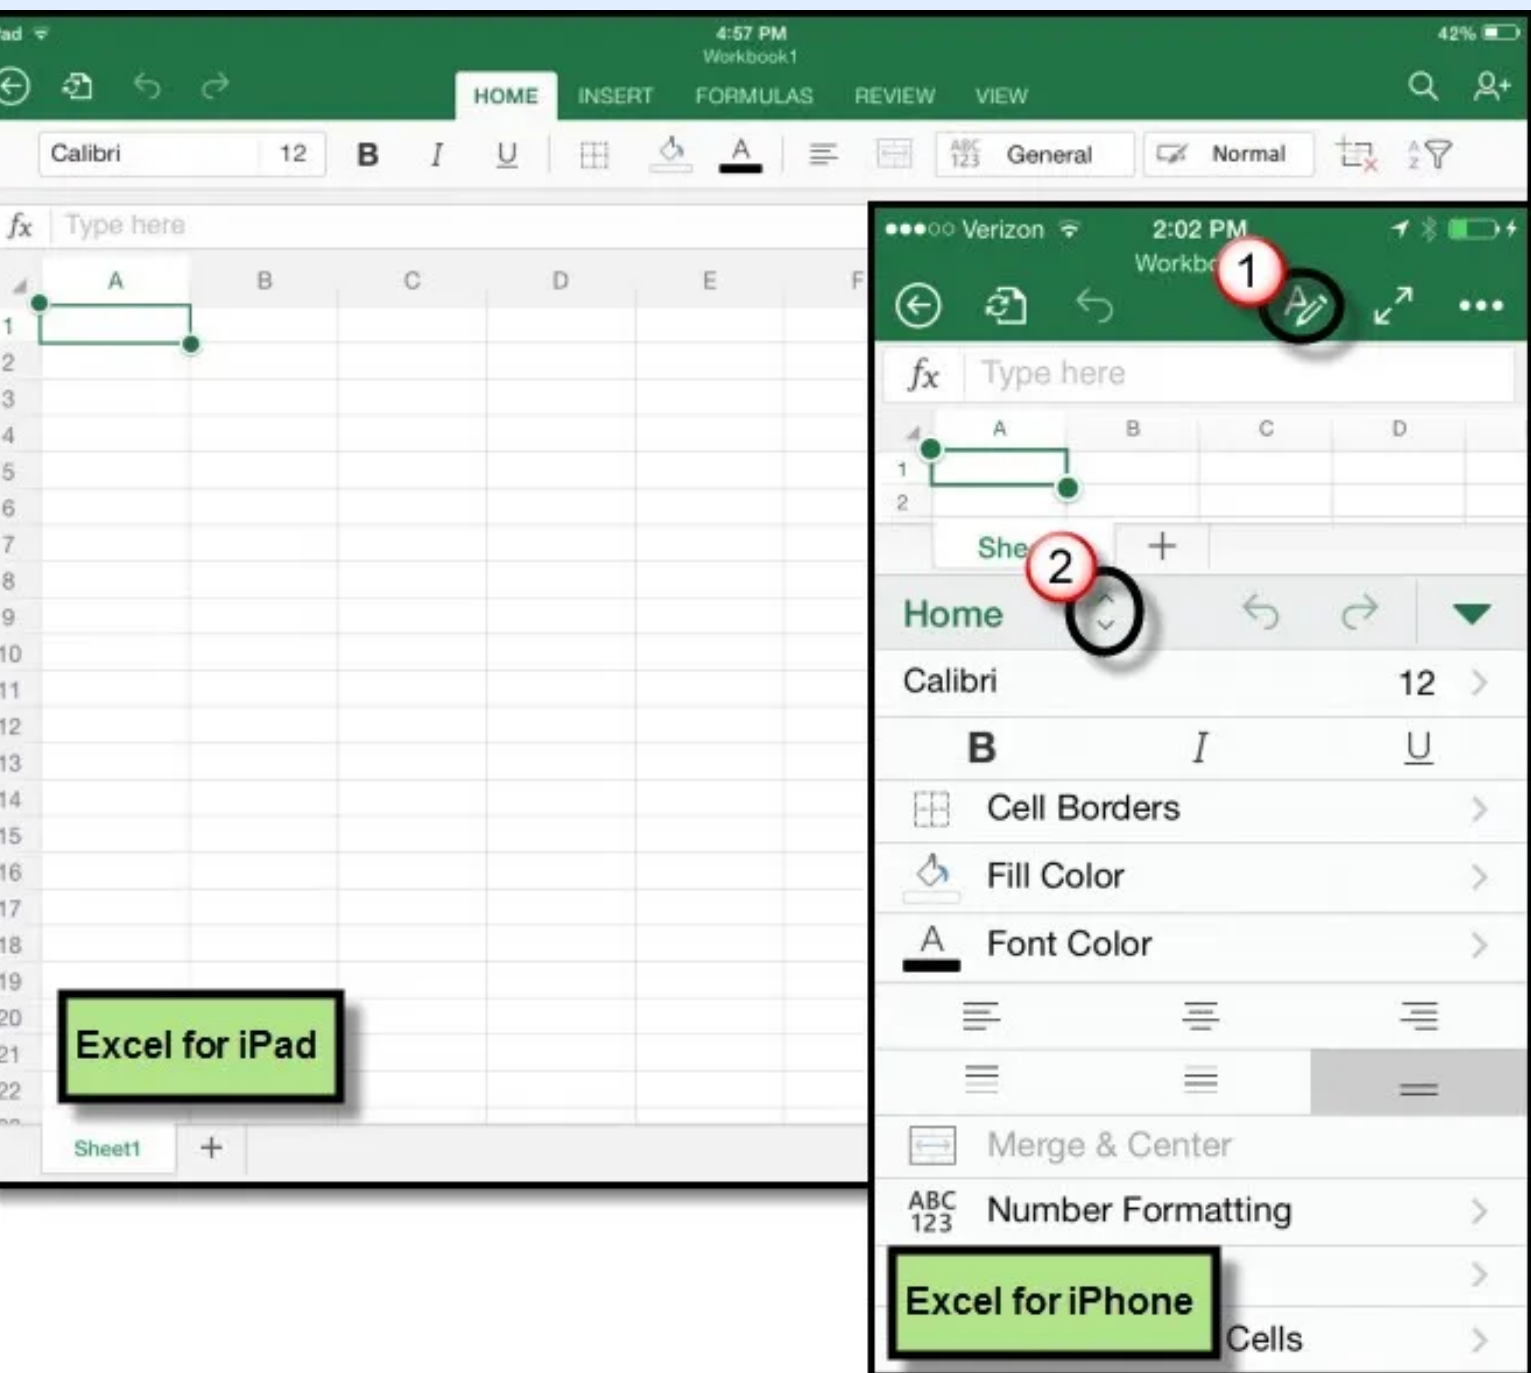 ad
4:57 PM
42%
Workbook1
HOME INSERT FORMULAS REVIEW VIEW
Calibri 12 B I U A ABC 123 General Normal A Z
fx Type here
A B C D E F
1
2
3
4
5
6
7
8
9
10
11
12
13
14
15
16
17
18
19
20
21
22
Excel for iPad
Sheet1 +
Verizon 2:02 PM
Workbo
1
A
fx Type here
A B C D
1
2
She +
2
Home
Calibri 12
B I U
Cell Borders
Fill Color
A Font Color
Merge & Center
ABC
123 Number Formatting
Excel for iPhone
Cells